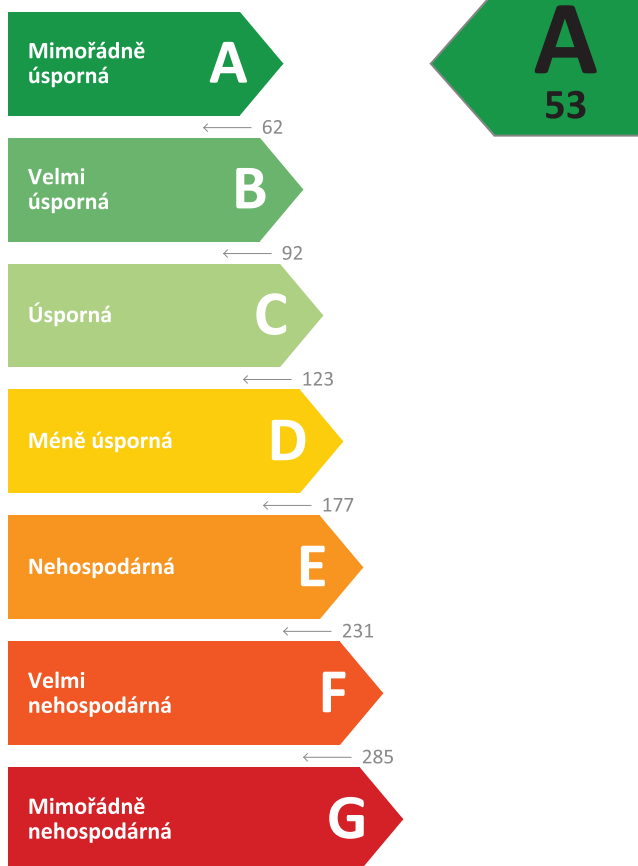 Mimořádně
úsporná
A
A
53
62
Velmi
úsporná
B
92
Úsporná
C
123
Méně úsporná
D
177
Nehospodárná
E
231
Velmi
nehospodárná
F
285
Mimořádně
nehospodárná
G